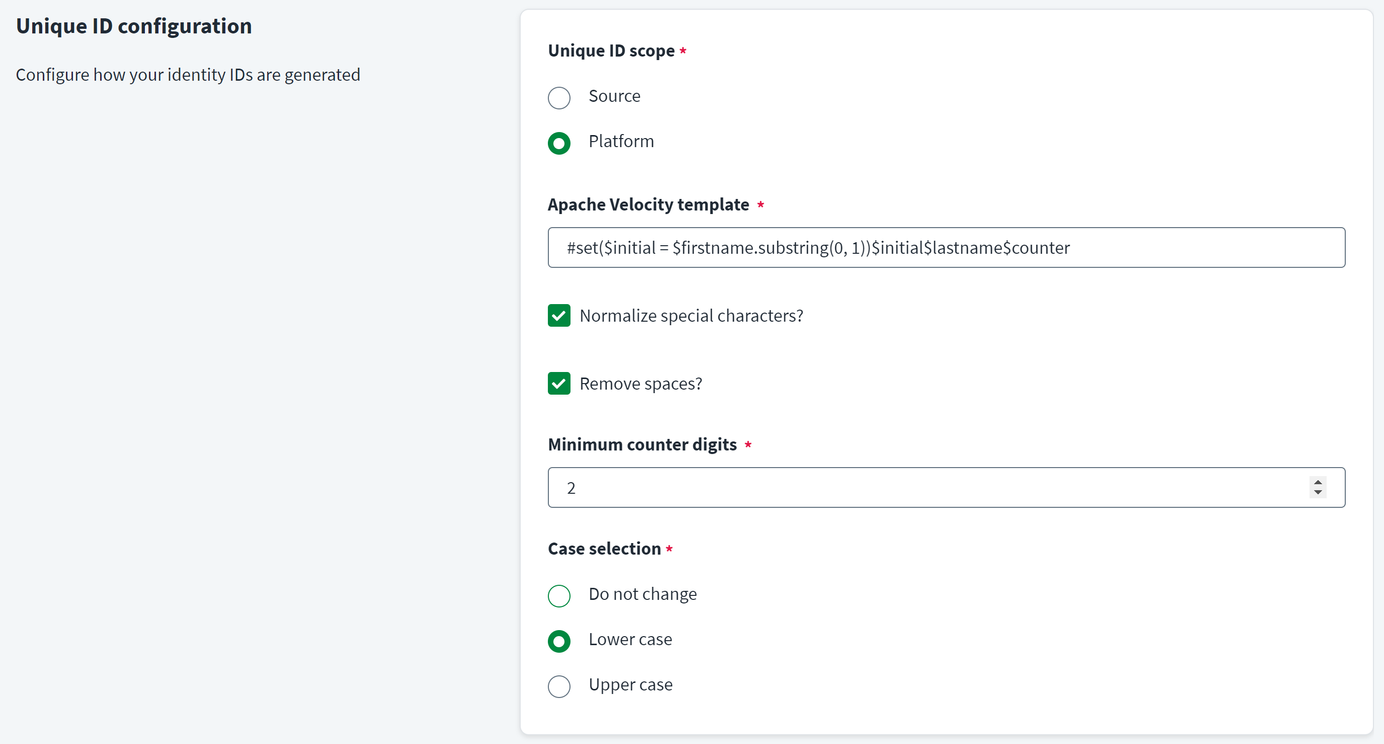 Unique ID configuration
Configure how your identity IDs are generated
Unique ID scope *
Source
Platform
Apache Velocity template *
#set($initial = $firstname.substring(0, 1))$initial$lastname$counter
Normalize special characters?
Remove spaces?
Minimum counter digits *
2
Case selection *
Do not change
Lower case
Upper case